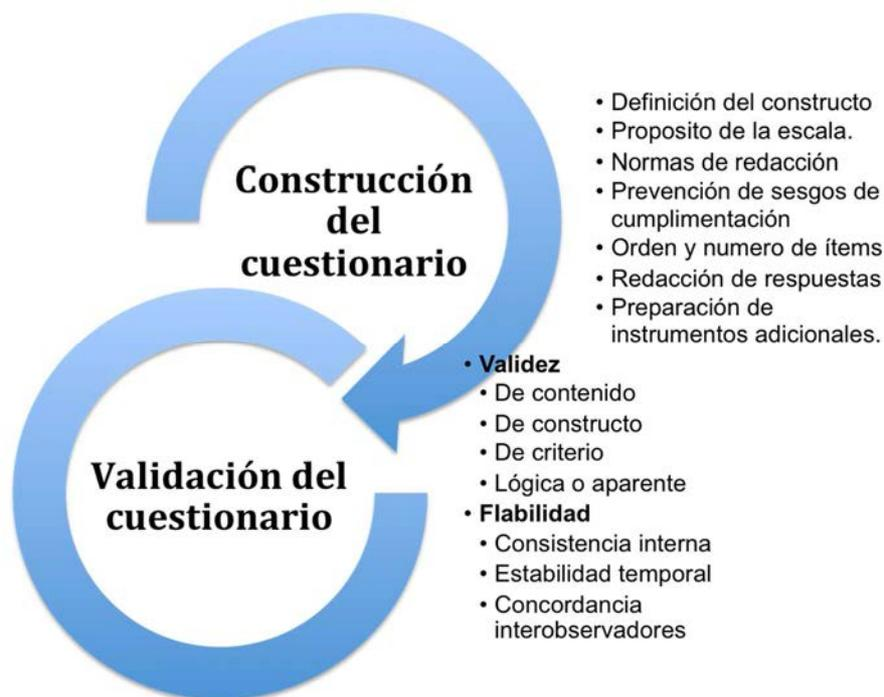 Construcción
del
cuestionario
• Definición del constructo
• Proposito de la escala.
• Normas de redacción
• Prevención de sesgos de
cumplimentación
• Orden y numero de ítems
• Redacción de respuestas
• Preparación de
instrumentos adicionales.
Validación del
cuestionario
• Validez
• De contenido
• De constructo
• De criterio
• Lógica o aparente
• Flabilidad
• Consistencia interna
• Estabilidad temporal
• Concordancia
interobservadores